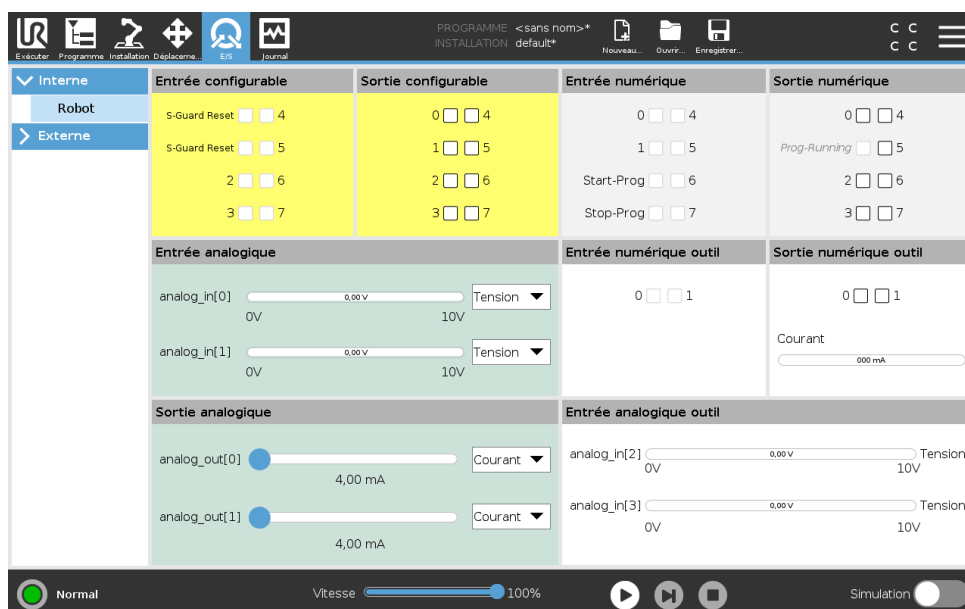 UR
PROGRAMME <sans nom>*
INSTALLATION default*
C C
C C
Exécuter Programme Installation Déplaceme... E/S Journal Nouveau... Ouvrir... Enregistrer...
Interne
Robot
Externe
Entrée configurable
S-Guard Reset 4
S-Guard Reset 5
2 6
3 7
Sortie configurable
0 4
1 5
2 6
3 7
Entrée numérique
0 4
1 5
Start-Prog 6
Stop-Prog 7
Sortie numérique
0 4
Prog-Running 5
2 6
3 7
Entrée analogique
analog_in[0] 0,00 V Tension
0V 10V
analog_in[1] 0,00 V Tension
0V 10V
Entrée numérique outil
0 1
Sortie numérique outil
0 1
Courant
000 mA
Sortie analogique
analog_out[0] Courant
4,00 mA
analog_out[1] Courant
4,00 mA
Entrée analogique outil
analog_in[2] 0,00 V Tension
0V 10V
analog_in[3] 0,00 V Tension
0V 10V
Normal Vitesse 100% Simulation